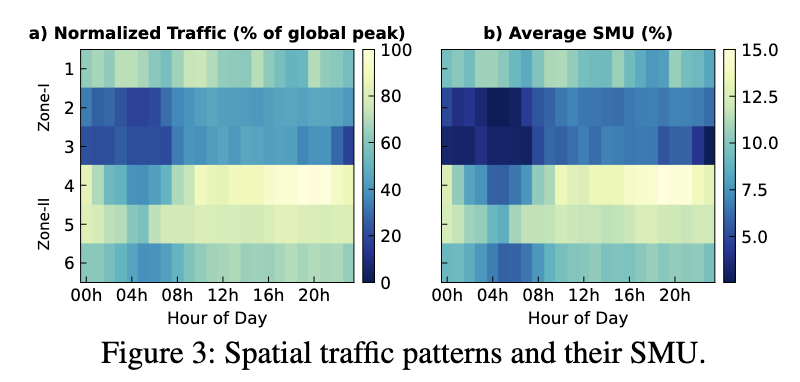 a) Normalized Traffic (% of global peak)
b) Average SMU (%)
Zone-I
Zone-II
1
2
3
4
5
6
100
80
60
40
20
0
15.0
12.5
10.0
7.5
5.0
00h 04h 08h 12h 16h 20h
00h 04h 08h 12h 16h 20h
Hour of Day
Hour of Day
Figure 3: Spatial traffic patterns and their SMU.